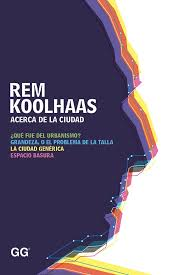 REM
KOOLHAAS
ACERCA DE LA CIUDAD
¿QUÉ FUE DEL URBANISMO?
GRANDEZA, O EL PROBLEMA DE LA TALLA
LA CIUDAD GENÉRICA
ESPACIO BASURA
GG®